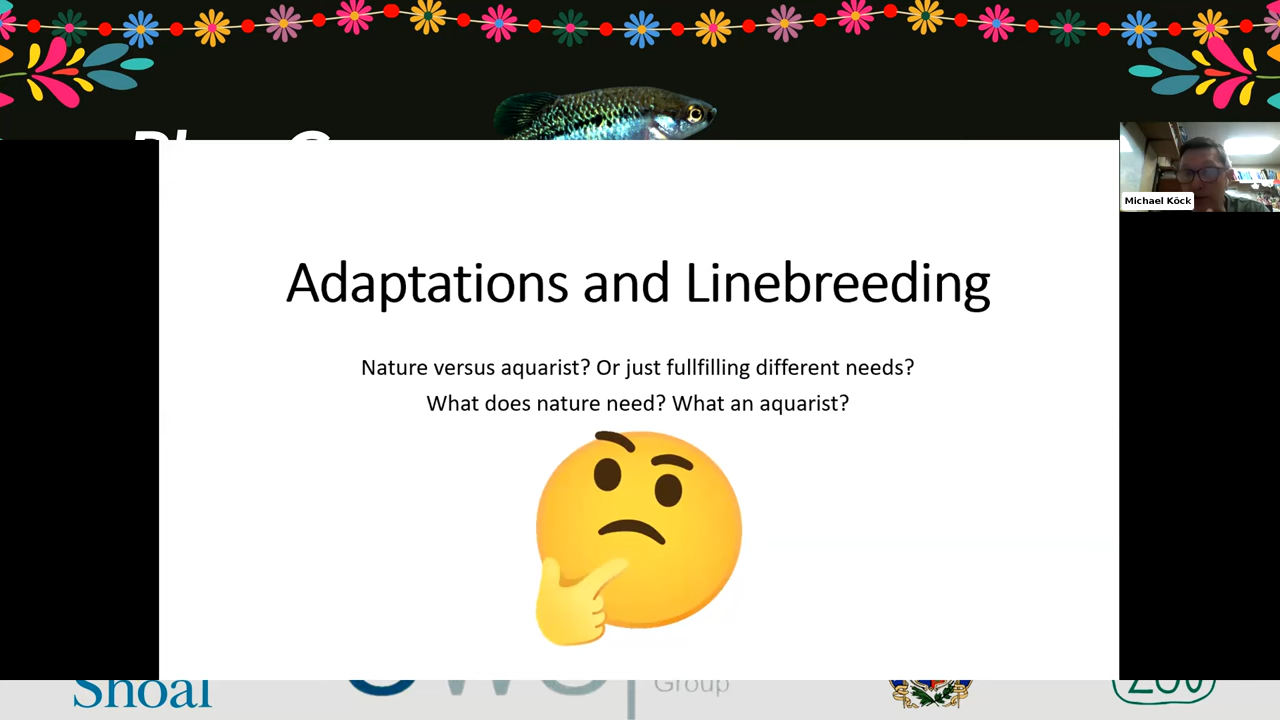 Michael Köck
Adaptations and Linebreeding
Nature versus aquarist? Or just fullfilling different needs?
What does nature need? What an aquarist?
Shoal
Group